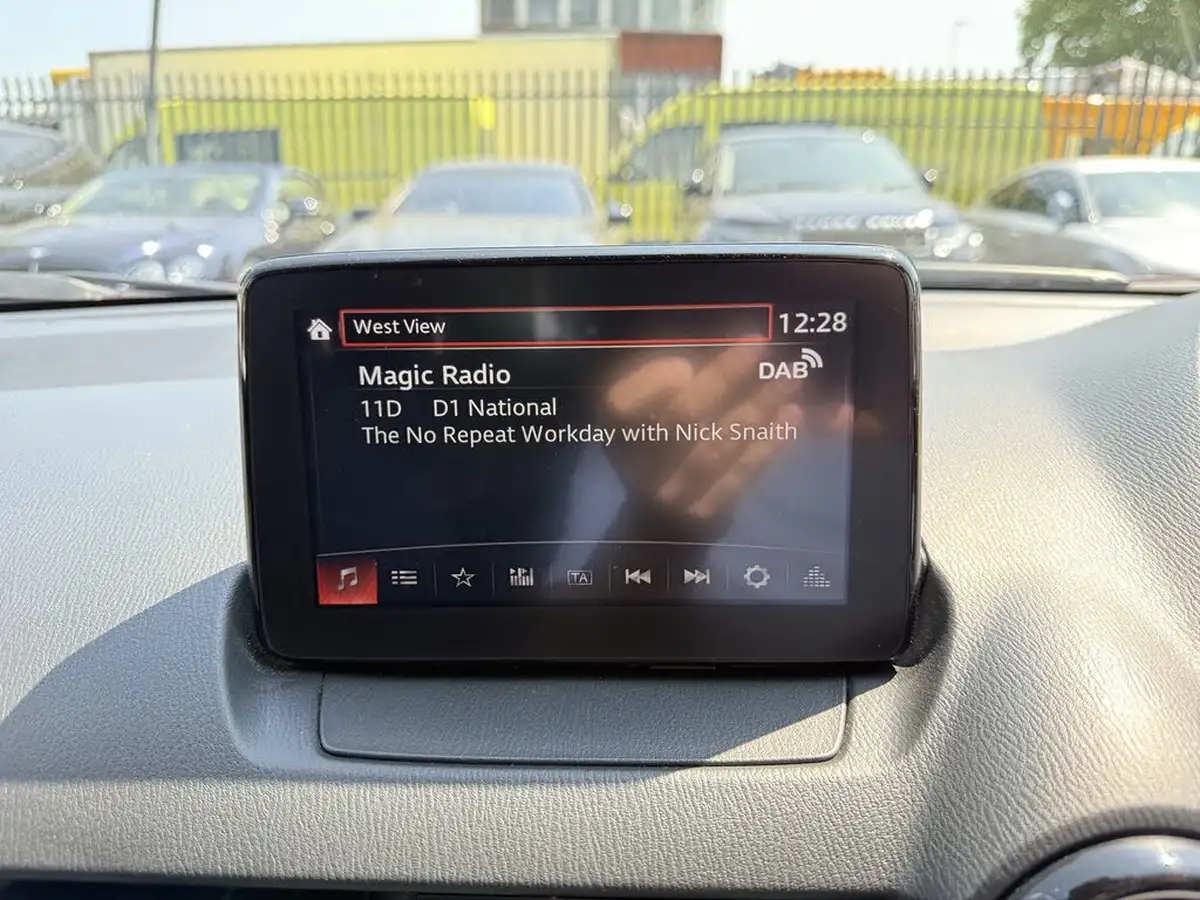 West View 12:28
Magic Radio DAB
11D D1 National
The No Repeat Workday with Nick Snaith
TA